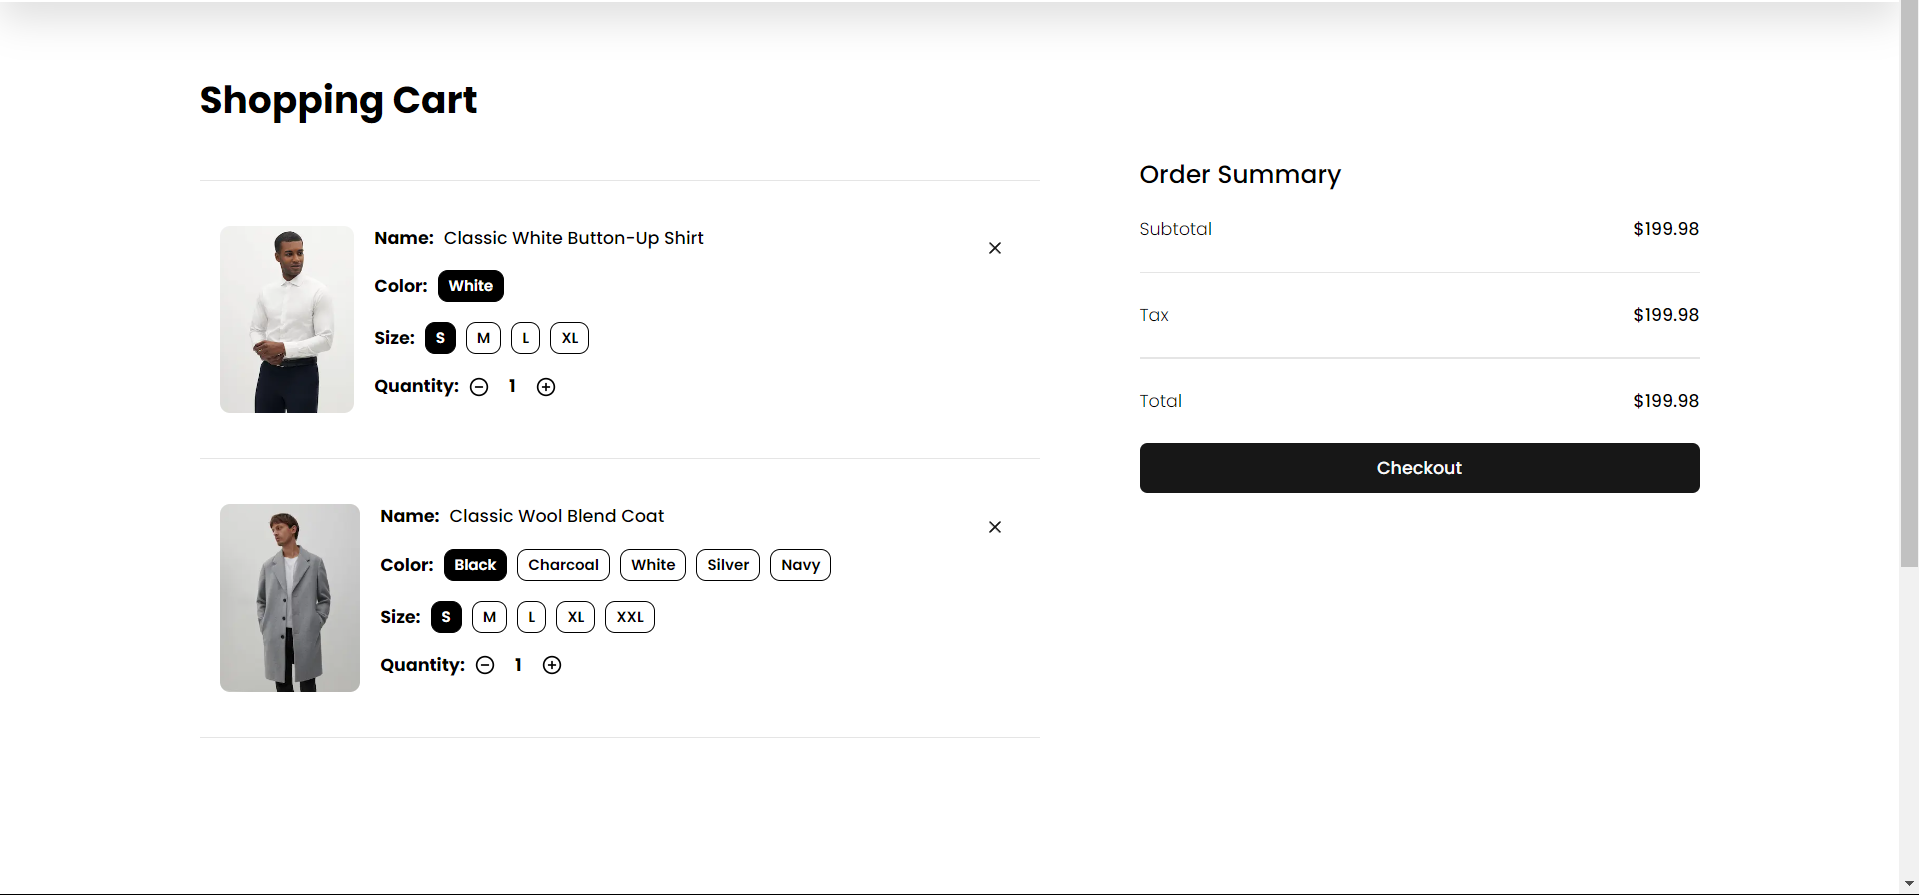 Shopping Cart
Name: Classic White Button-Up Shirt
Color: White
Size: S M L XL
Quantity: 1
Name: Classic Wool Blend Coat
Color: Black Charcoal White Silver Navy
Size: S M L XL XXL
Quantity: 1
Order Summary
Subtotal $199.98
Tax $199.98
Total $199.98
Checkout